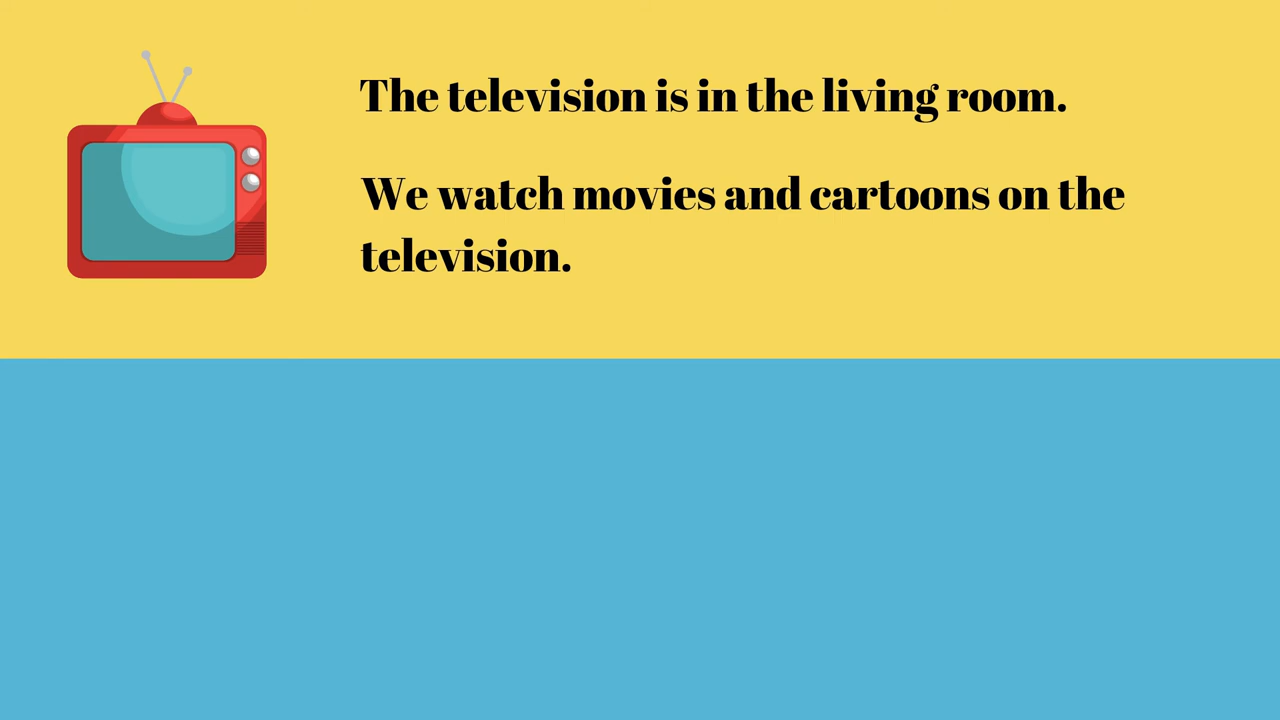 The television is in the living room.
We watch movies and cartoons on the
television.